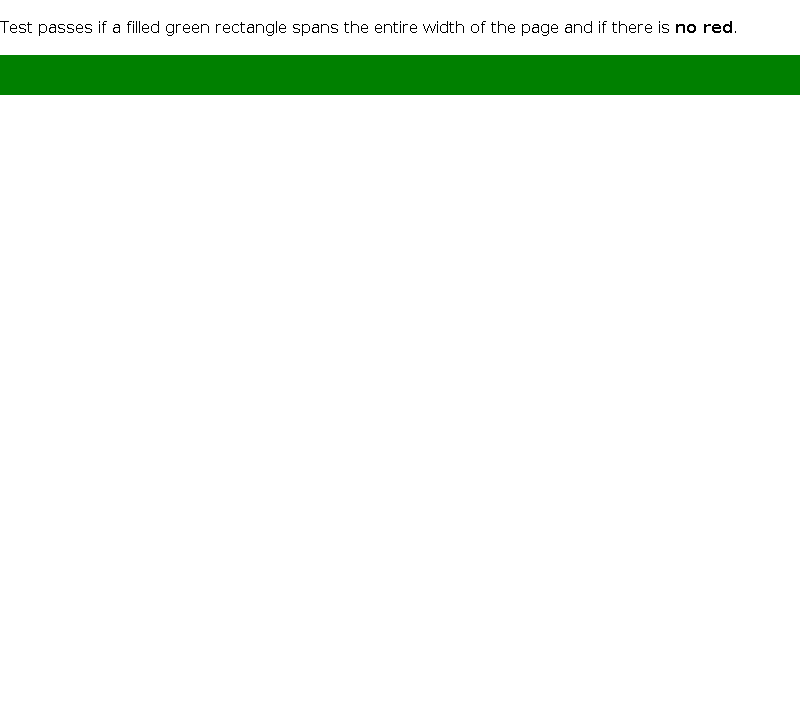 Test passes if a filled green rectangle spans the entire width of the page and if there is no red.